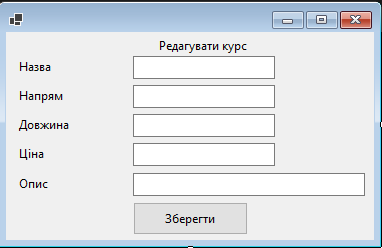 Редагувати курс
Назва
Напрям
Довжина
Ціна
Опис
Зберегти